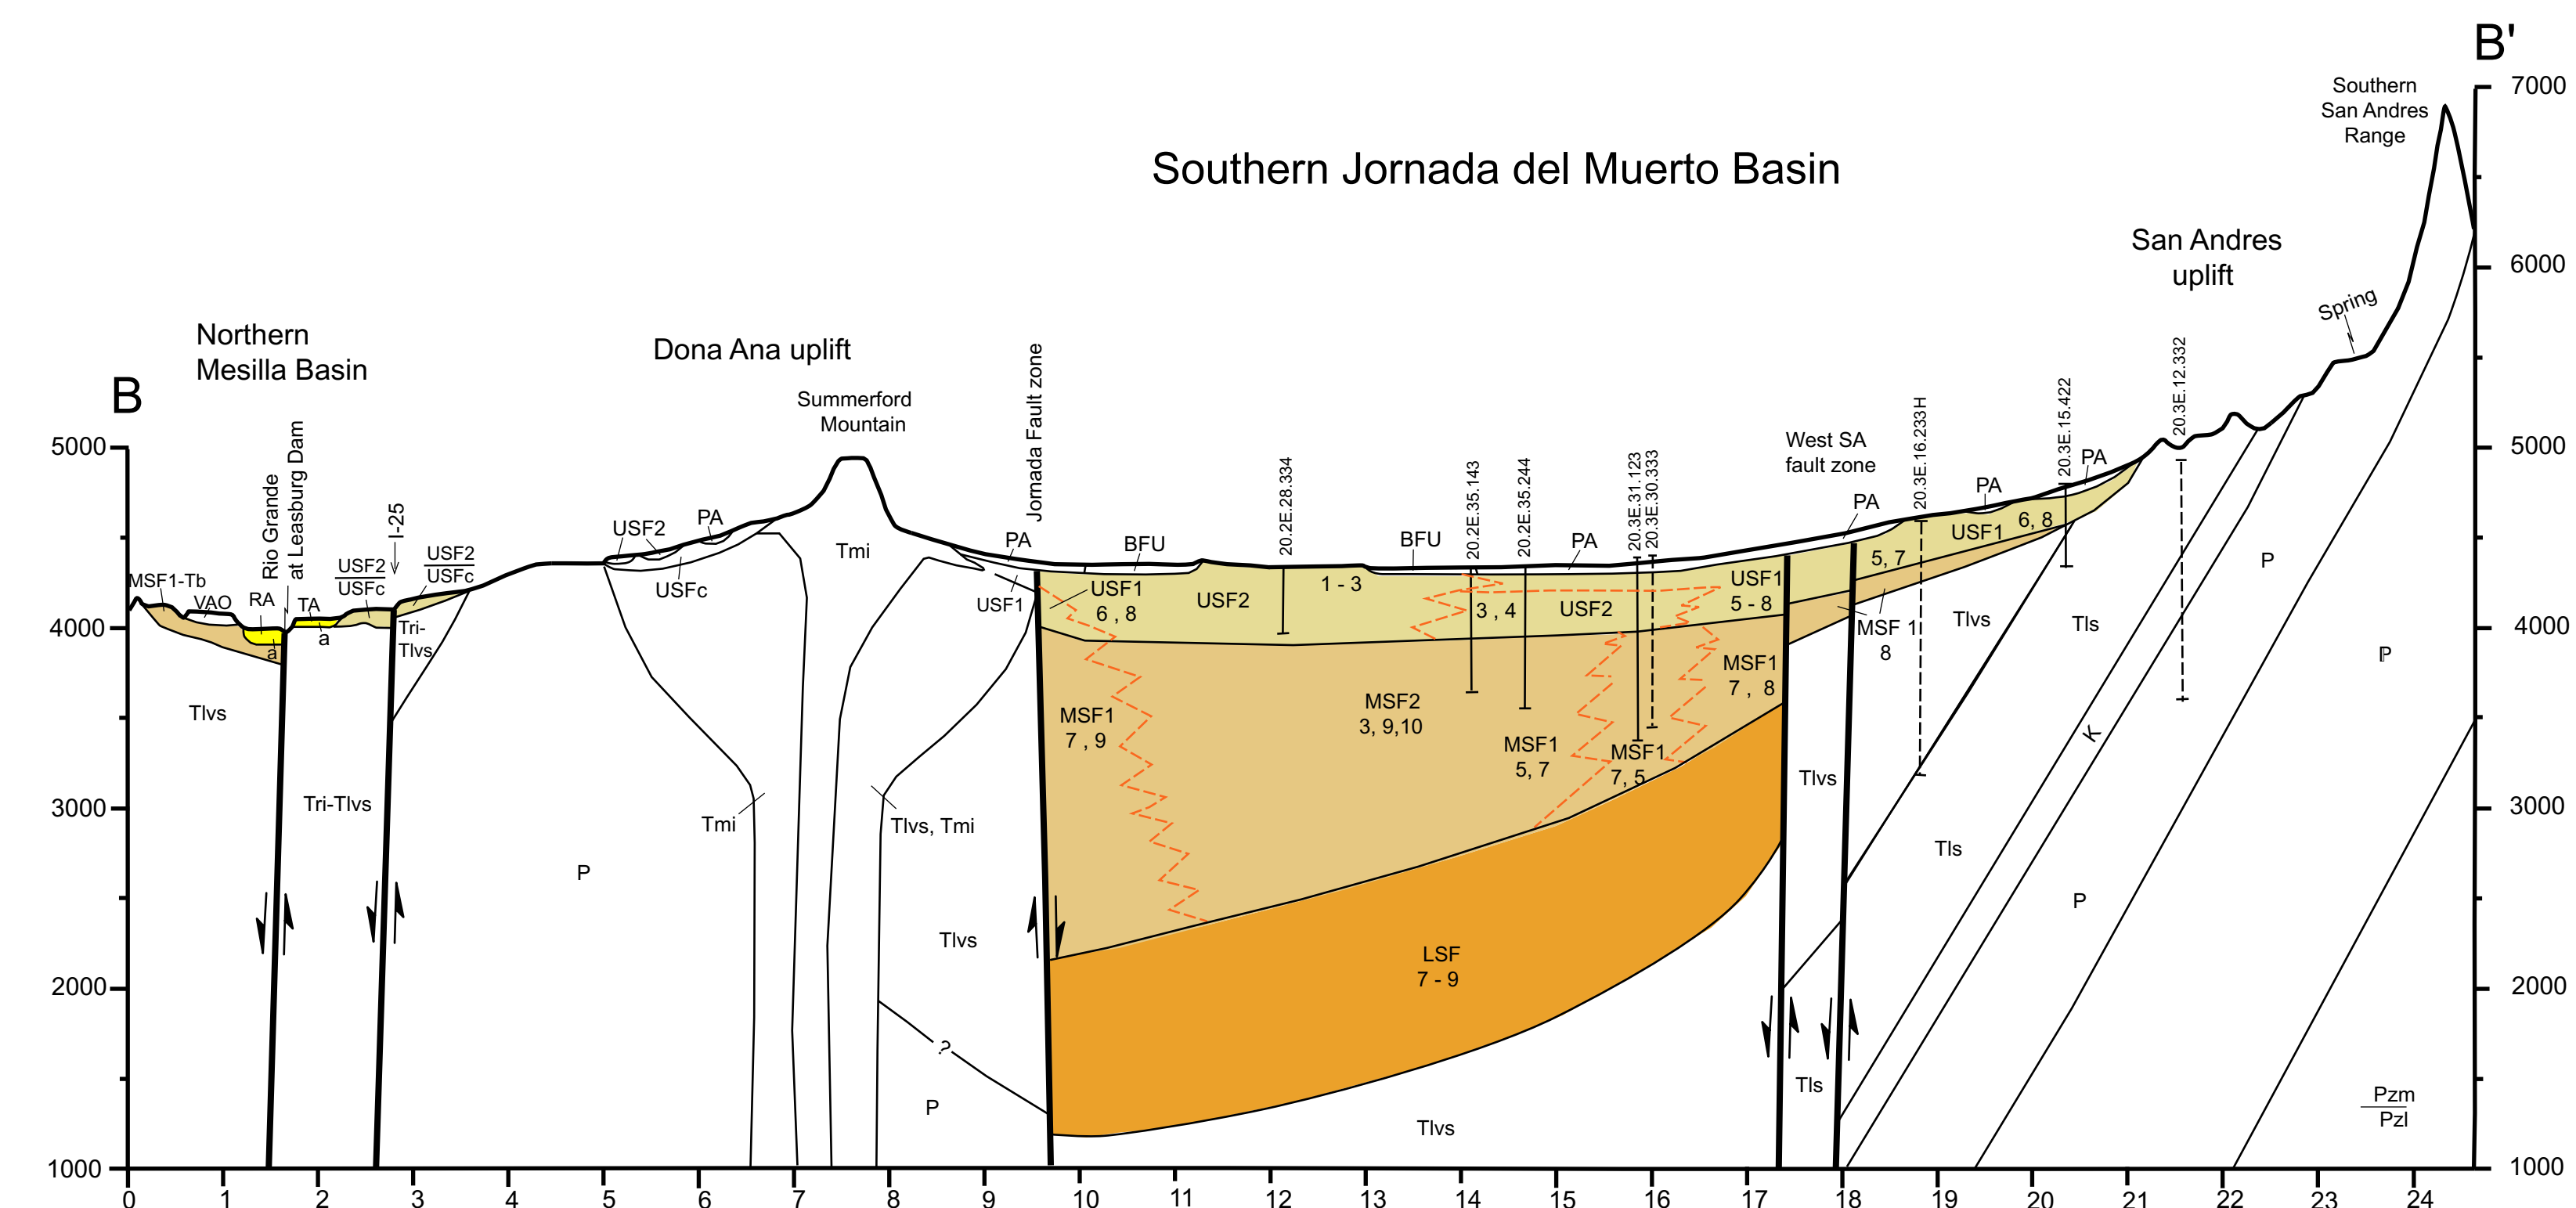 B'
7000
Southern
San Andres
Range
Southern Jornada del Muerto Basin
San Andres
uplift
6000
Spring
Northern
Mesilla Basin
Dona Ana uplift
B
Summerford
Mountain
Jornada Fault zone
West SA
fault zone
20.3E.16.233H
20.3E.15.422
20.3E.12.332
5000
5000
Rio Grande
at Leasburg Dam
I-25
20.2E.28.334
20.2E.35.143
20.2E.35.244
20.3E.31.123
20.3E.30.333
PA
PA
PA
USF2
PA
PA
BFU
BFU
PA
Tmi
USF1
6, 8
5, 7
MSF1-Tb
VAO
RA
TA
USF2
USFc
USF2
USFc
USFc
USF1
USF1
6 , 8
USF2
1 - 3
3 , 4
USF2
USF1
5 - 8
P
4000
4000
a
a
Tri-
Tlvs
MSF 1
8
Tlvs
Tls
ℙ
Tlvs
MSF1
7 , 9
MSF2
3, 9,10
MSF1
5, 7
MSF1
7, 5
MSF1
7 , 8
K
3000
3000
Tri-Tlvs
Tmi
Tlvs, Tmi
Tlvs
Tls
P
P
Tlvs
LSF
7 - 9
2000
2000
?
P
Tlvs
Tls
Pzm
Pzl
1000
1000
0 1 2 3 4 5 6 7 8 9 10 11 12 13 14 15 16 17 18 19 20 21 22 23 24